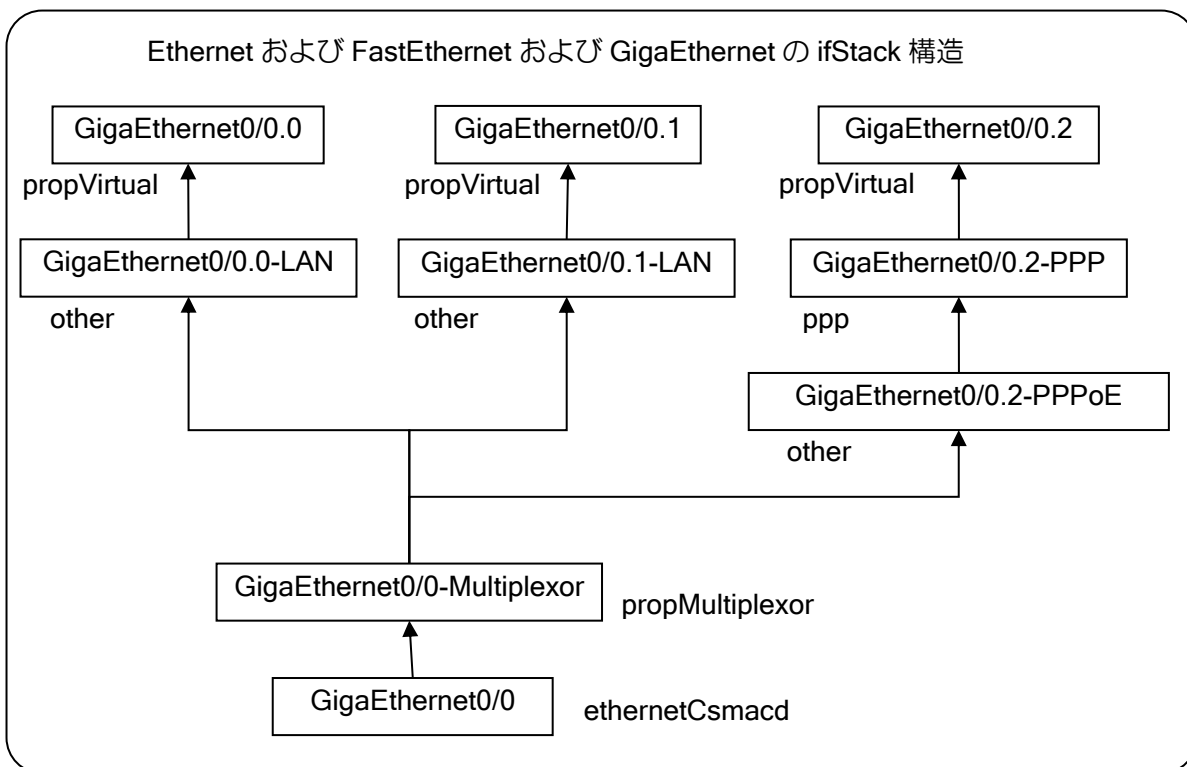 Ethernet および FastEthernet および GigaEthernet の ifStack 構造
GigaEthernet0/0.0
GigaEthernet0/0.1
GigaEthernet0/0.2
propVirtual
propVirtual
propVirtual
GigaEthernet0/0.0-LAN
GigaEthernet0/0.1-LAN
GigaEthernet0/0.2-PPP
other
other
ppp
GigaEthernet0/0.2-PPPoE
other
GigaEthernet0/0-Multiplexor
propMultiplexor
GigaEthernet0/0
ethernetCsmacd